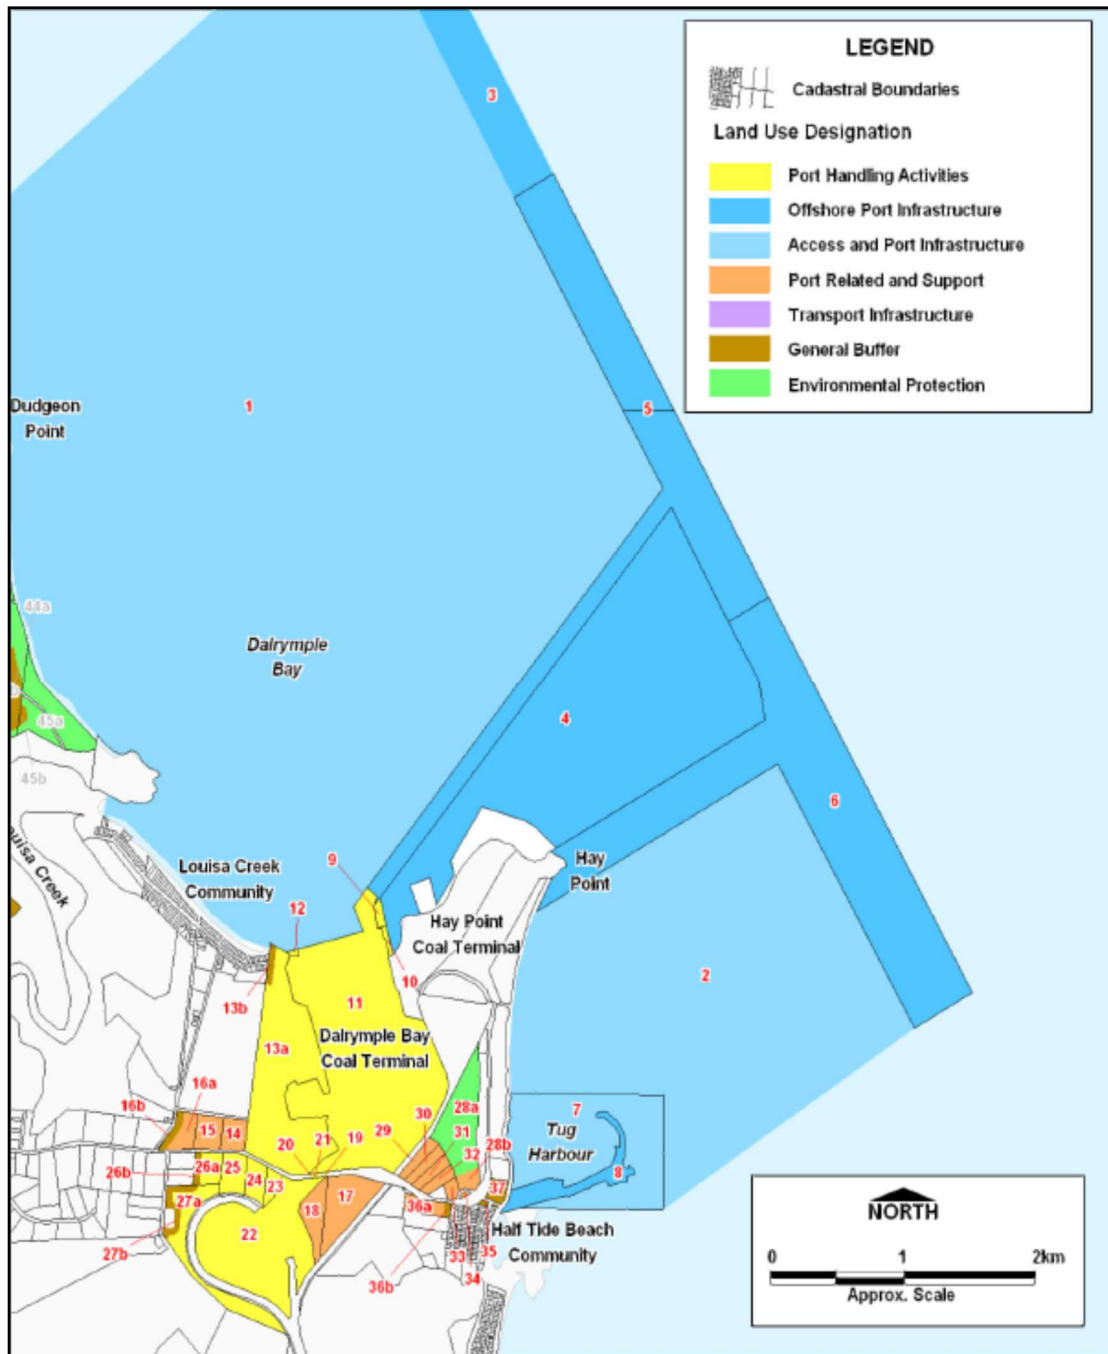 LEGEND
Cadastral Boundaries
Land Use Designation
Port Handling Activities
Offshore Port Infrastructure
Access and Port Infrastructure
Port Related and Support
Transport Infrastructure
General Buffer
Environmental Protection
3
1
5
Dudgeon
Point
44a
Dalrymple
Bay
45a
45b
4
6
Louisa Creek
Louisa Creek
Community
9
Hay
Point
12
Hay Point
Coal Terminal
10
2
13b
11
13a
Dalrymple Bay
Coal Terminal
16a
16b
15
14
20
21
19
29
30
28a
31
32
28b
7
Tug
Harbour
8
26b
26a
25
24
23
27a
22
18
17
36a
37
27b
36b
33
34
35
Half Tide Beach
Community
NORTH
0 1 2km
Approx. Scale